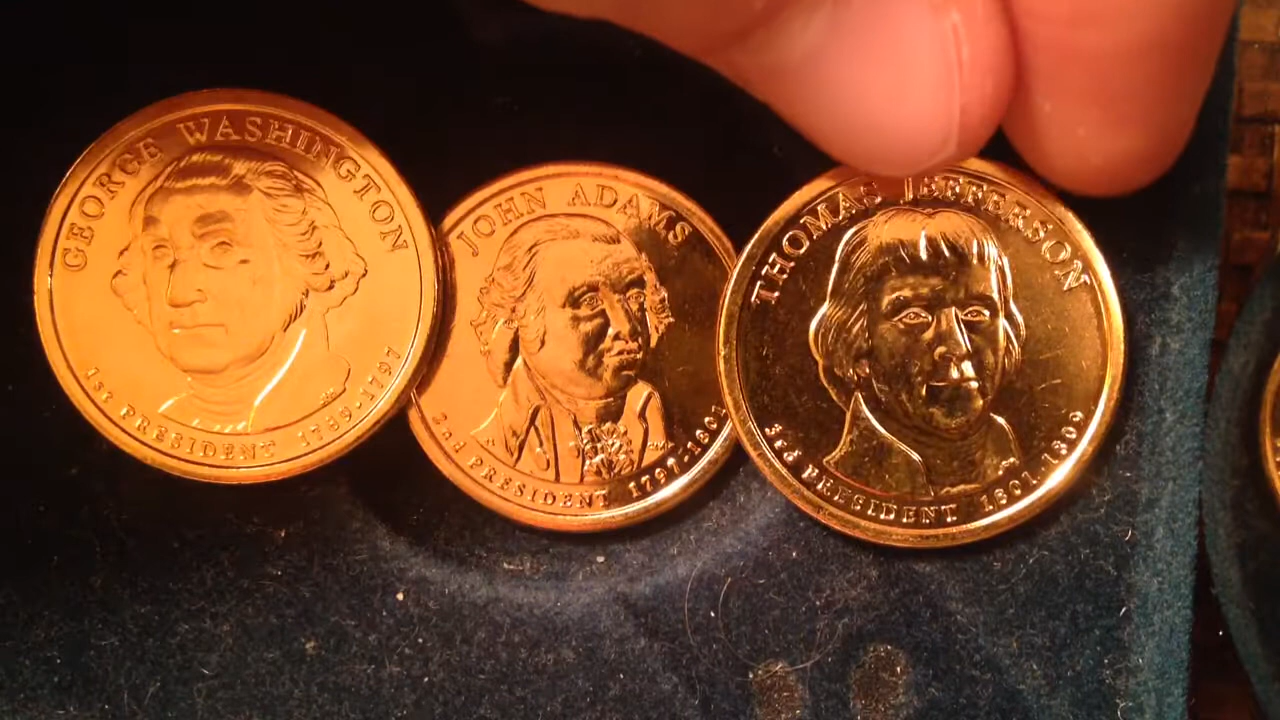 GEORGE WASHINGTON
1st PRESIDENT 1789-1797
JOHN ADAMS
2nd PRESIDENT 1797-1801
THOMAS JEFFERSON
3rd PRESIDENT 1801-1809